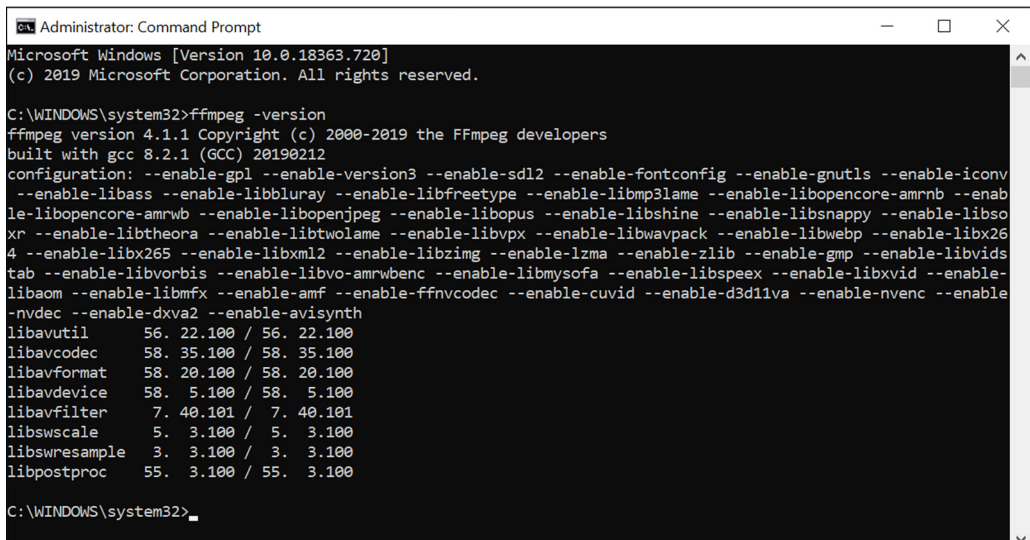 Administrator: Command Prompt
Microsoft Windows [Version 10.0.18363.720]
(c) 2019 Microsoft Corporation. All rights reserved.
C:\WINDOWS\system32>ffmpeg -version
ffmpeg version 4.1.1 Copyright (c) 2000-2019 the FFmpeg developers
built with gcc 8.2.1 (GCC) 20190212
configuration: --enable-gpl --enable-version3 --enable-sdl2 --enable-fontconfig --enable-gnutls --enable-iconv
 --enable-libass --enable-libbluray --enable-libfreetype --enable-libmp3lame --enable-libopencore-amrnb --enab
le-libopencore-amrwb --enable-libopenjpeg --enable-libopus --enable-libshine --enable-libsnappy --enable-libso
xr --enable-libtheora --enable-libtwolame --enable-libvpx --enable-libwavpack --enable-libwebp --enable-libx26
4 --enable-libx265 --enable-libxml2 --enable-libzimg --enable-lzma --enable-zlib --enable-gmp --enable-libvids
tab --enable-libvorbis --enable-libvo-amrwbenc --enable-libmysofa --enable-libspeex --enable-libxvid --enable-
libaom --enable-libmfx --enable-amf --enable-ffnvcodec --enable-cuvid --enable-d3d11va --enable-nvenc --enable
-nvdec --enable-dxva2 --enable-avisynth
libavutil      56. 22.100 / 56. 22.100
libavcodec     58. 35.100 / 58. 35.100
libavformat    58. 20.100 / 58. 20.100
libavdevice    58.  5.100 / 58.  5.100
libavfilter     7. 40.101 /  7. 40.101
libswscale      5.  3.100 /  5.  3.100
libswresample   3.  3.100 /  3.  3.100
libpostproc    55.  3.100 / 55.  3.100
C:\WINDOWS\system32>